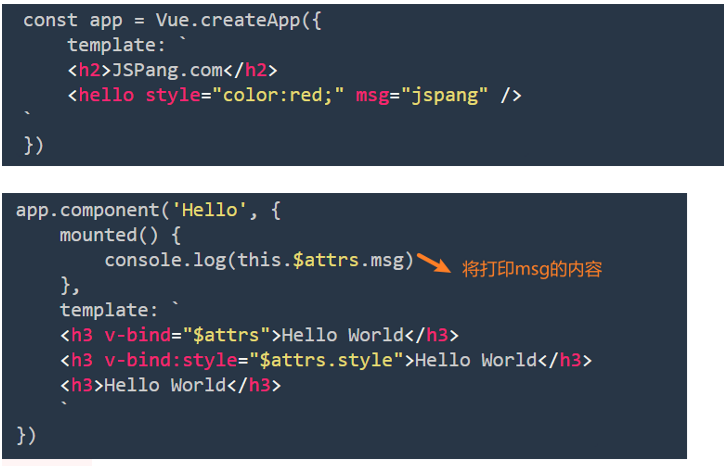 const app = Vue.createApp({
    template: `
    <h2>JSPang.com</h2>
    <hello style="color:red;" msg="jspang" />
`
})
app.component('Hello', {
    mounted() {
        console.log(this.$attrs.msg) 将打印msg的内容
    },
    template: `
    <h3 v-bind="$attrs">Hello World</h3>
    <h3 v-bind:style="$attrs.style">Hello World</h3>
    <h3>Hello World</h3>
    `
})